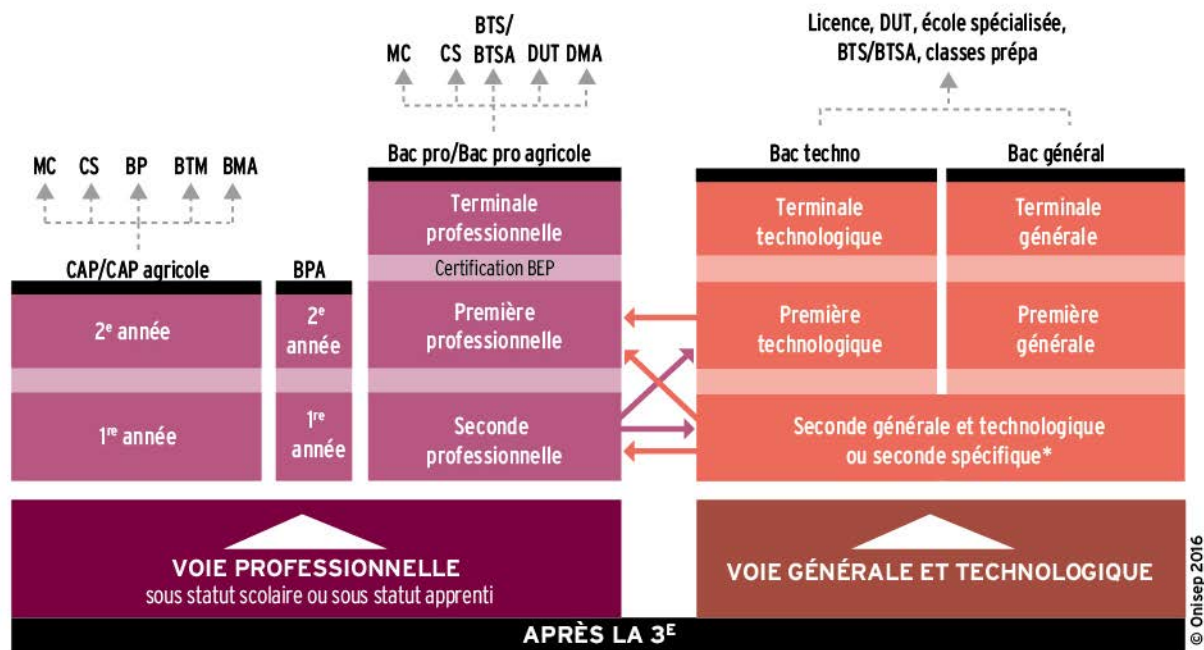 Licence, DUT, école spécialisée,
BTS/BTSA, classes prépa
BTS/
MC CS BTSA DUT DMA
MC CS BP BTM BMA
Bac pro/Bac pro agricole
Bac techno
Bac général
Terminale
professionnelle
Terminale
technologique
Terminale
générale
CAP/CAP agricole
BPA
Certification BEP
2e année
2e
année
Première
professionnelle
Première
technologique
Première
générale
1re année
1re
année
Seconde
professionnelle
Seconde générale et technologique
ou seconde spécifique*
VOIE PROFESSIONNELLE
sous statut scolaire ou sous statut apprenti
VOIE GÉNÉRALE ET TECHNOLOGIQUE
APRÈS LA 3E
© Onisep 2016